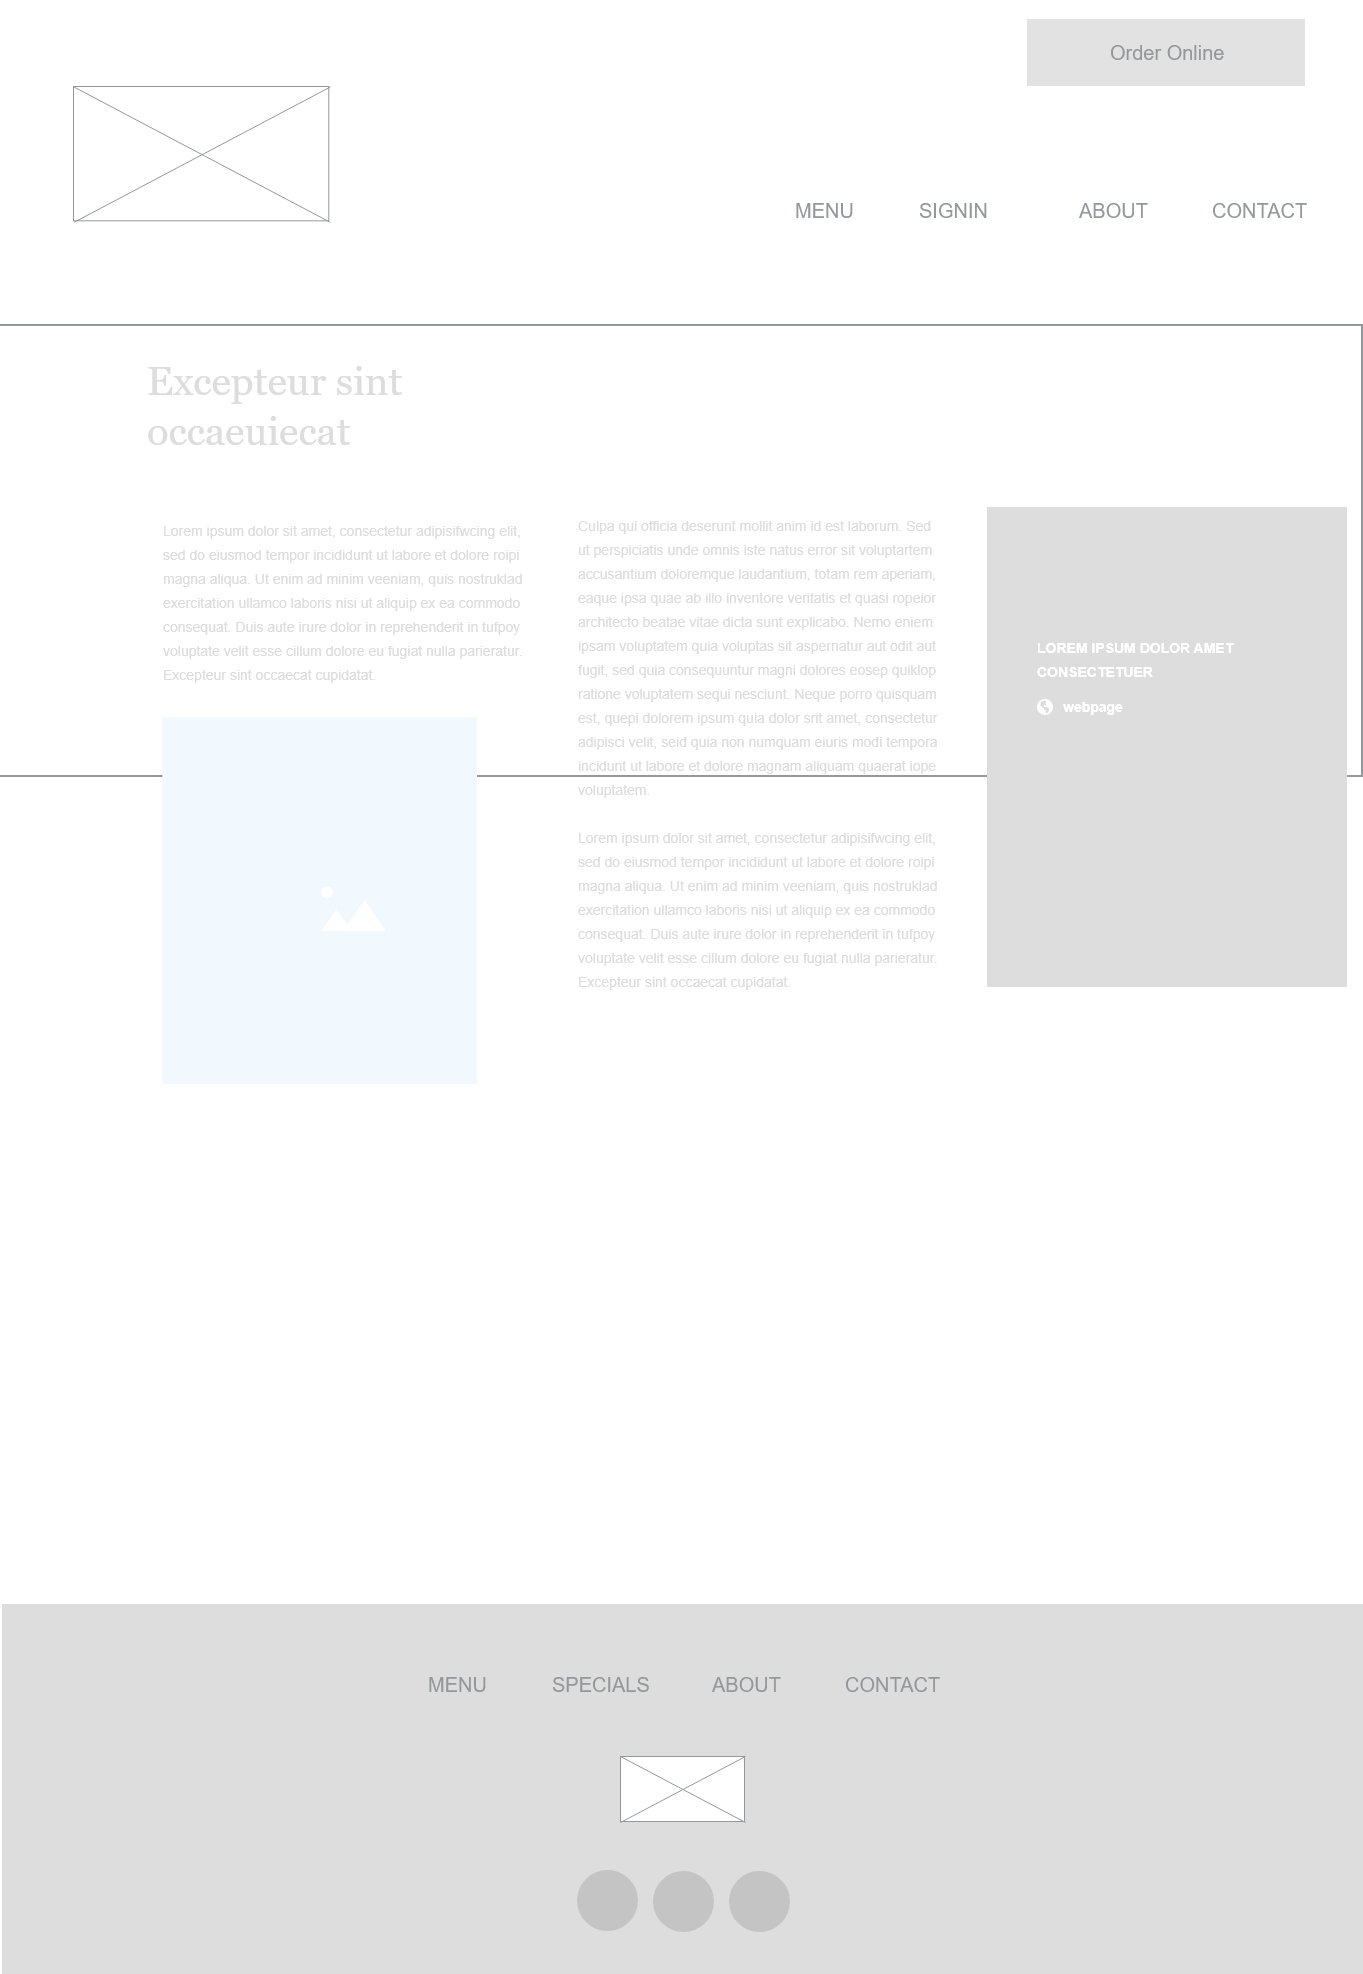 Order Online
MENU SIGNIN ABOUT CONTACT
Excepteur sint
occaeuiecat
Lorem ipsum dolor sit amet, consectetur adipisifwcing elit,
sed do eiusmod tempor incididunt ut labore et dolore roipi
magna aliqua. Ut enim ad minim veeniam, quis nostruklad
exercitation ullamco laboris nisi ut aliquip ex ea commodo
consequat. Duis aute irure dolor in reprehenderit in tufpoy
voluptate velit esse cillum dolore eu fugiat nulla parieratur.
Excepteur sint occaecat cupidatat.
Culpa qui officia deserunt mollit anim id est laborum. Sed
ut perspiciatis unde omnis iste natus error sit voluptartem
accusantium doloremque laudantium, totam rem aperiam,
eaque ipsa quae ab illo inventore veritatis et quasi ropeior
architecto beatae vitae dicta sunt explicabo. Nemo eniem
ipsam voluptatem quia voluptas sit aspernatur aut odit aut
fugit, sed quia consequuntur magni dolores eosep quiklop
ratione voluptatem sequi nesciunt. Neque porro quisquam
est, quepi dolorem ipsum quia dolor srit amet, consectetur
adipisci velit, seid quia non numquam eiuris modi tempora
incidunt ut labore et dolore magnam aliquam quaerat iope
voluptatem.
Lorem ipsum dolor sit amet, consectetur adipisifwcing elit,
sed do eiusmod tempor incididunt ut labore et dolore roipi
magna aliqua. Ut enim ad minim veeniam, quis nostruklad
exercitation ullamco laboris nisi ut aliquip ex ea commodo
consequat. Duis aute irure dolor in reprehenderit in tufpoy
voluptate velit esse cillum dolore eu fugiat nulla parieratur.
Excepteur sint occaecat cupidatat.
LOREM IPSUM DOLOR AMET
CONSECTETUER
webpage
MENU SPECIALS ABOUT CONTACT